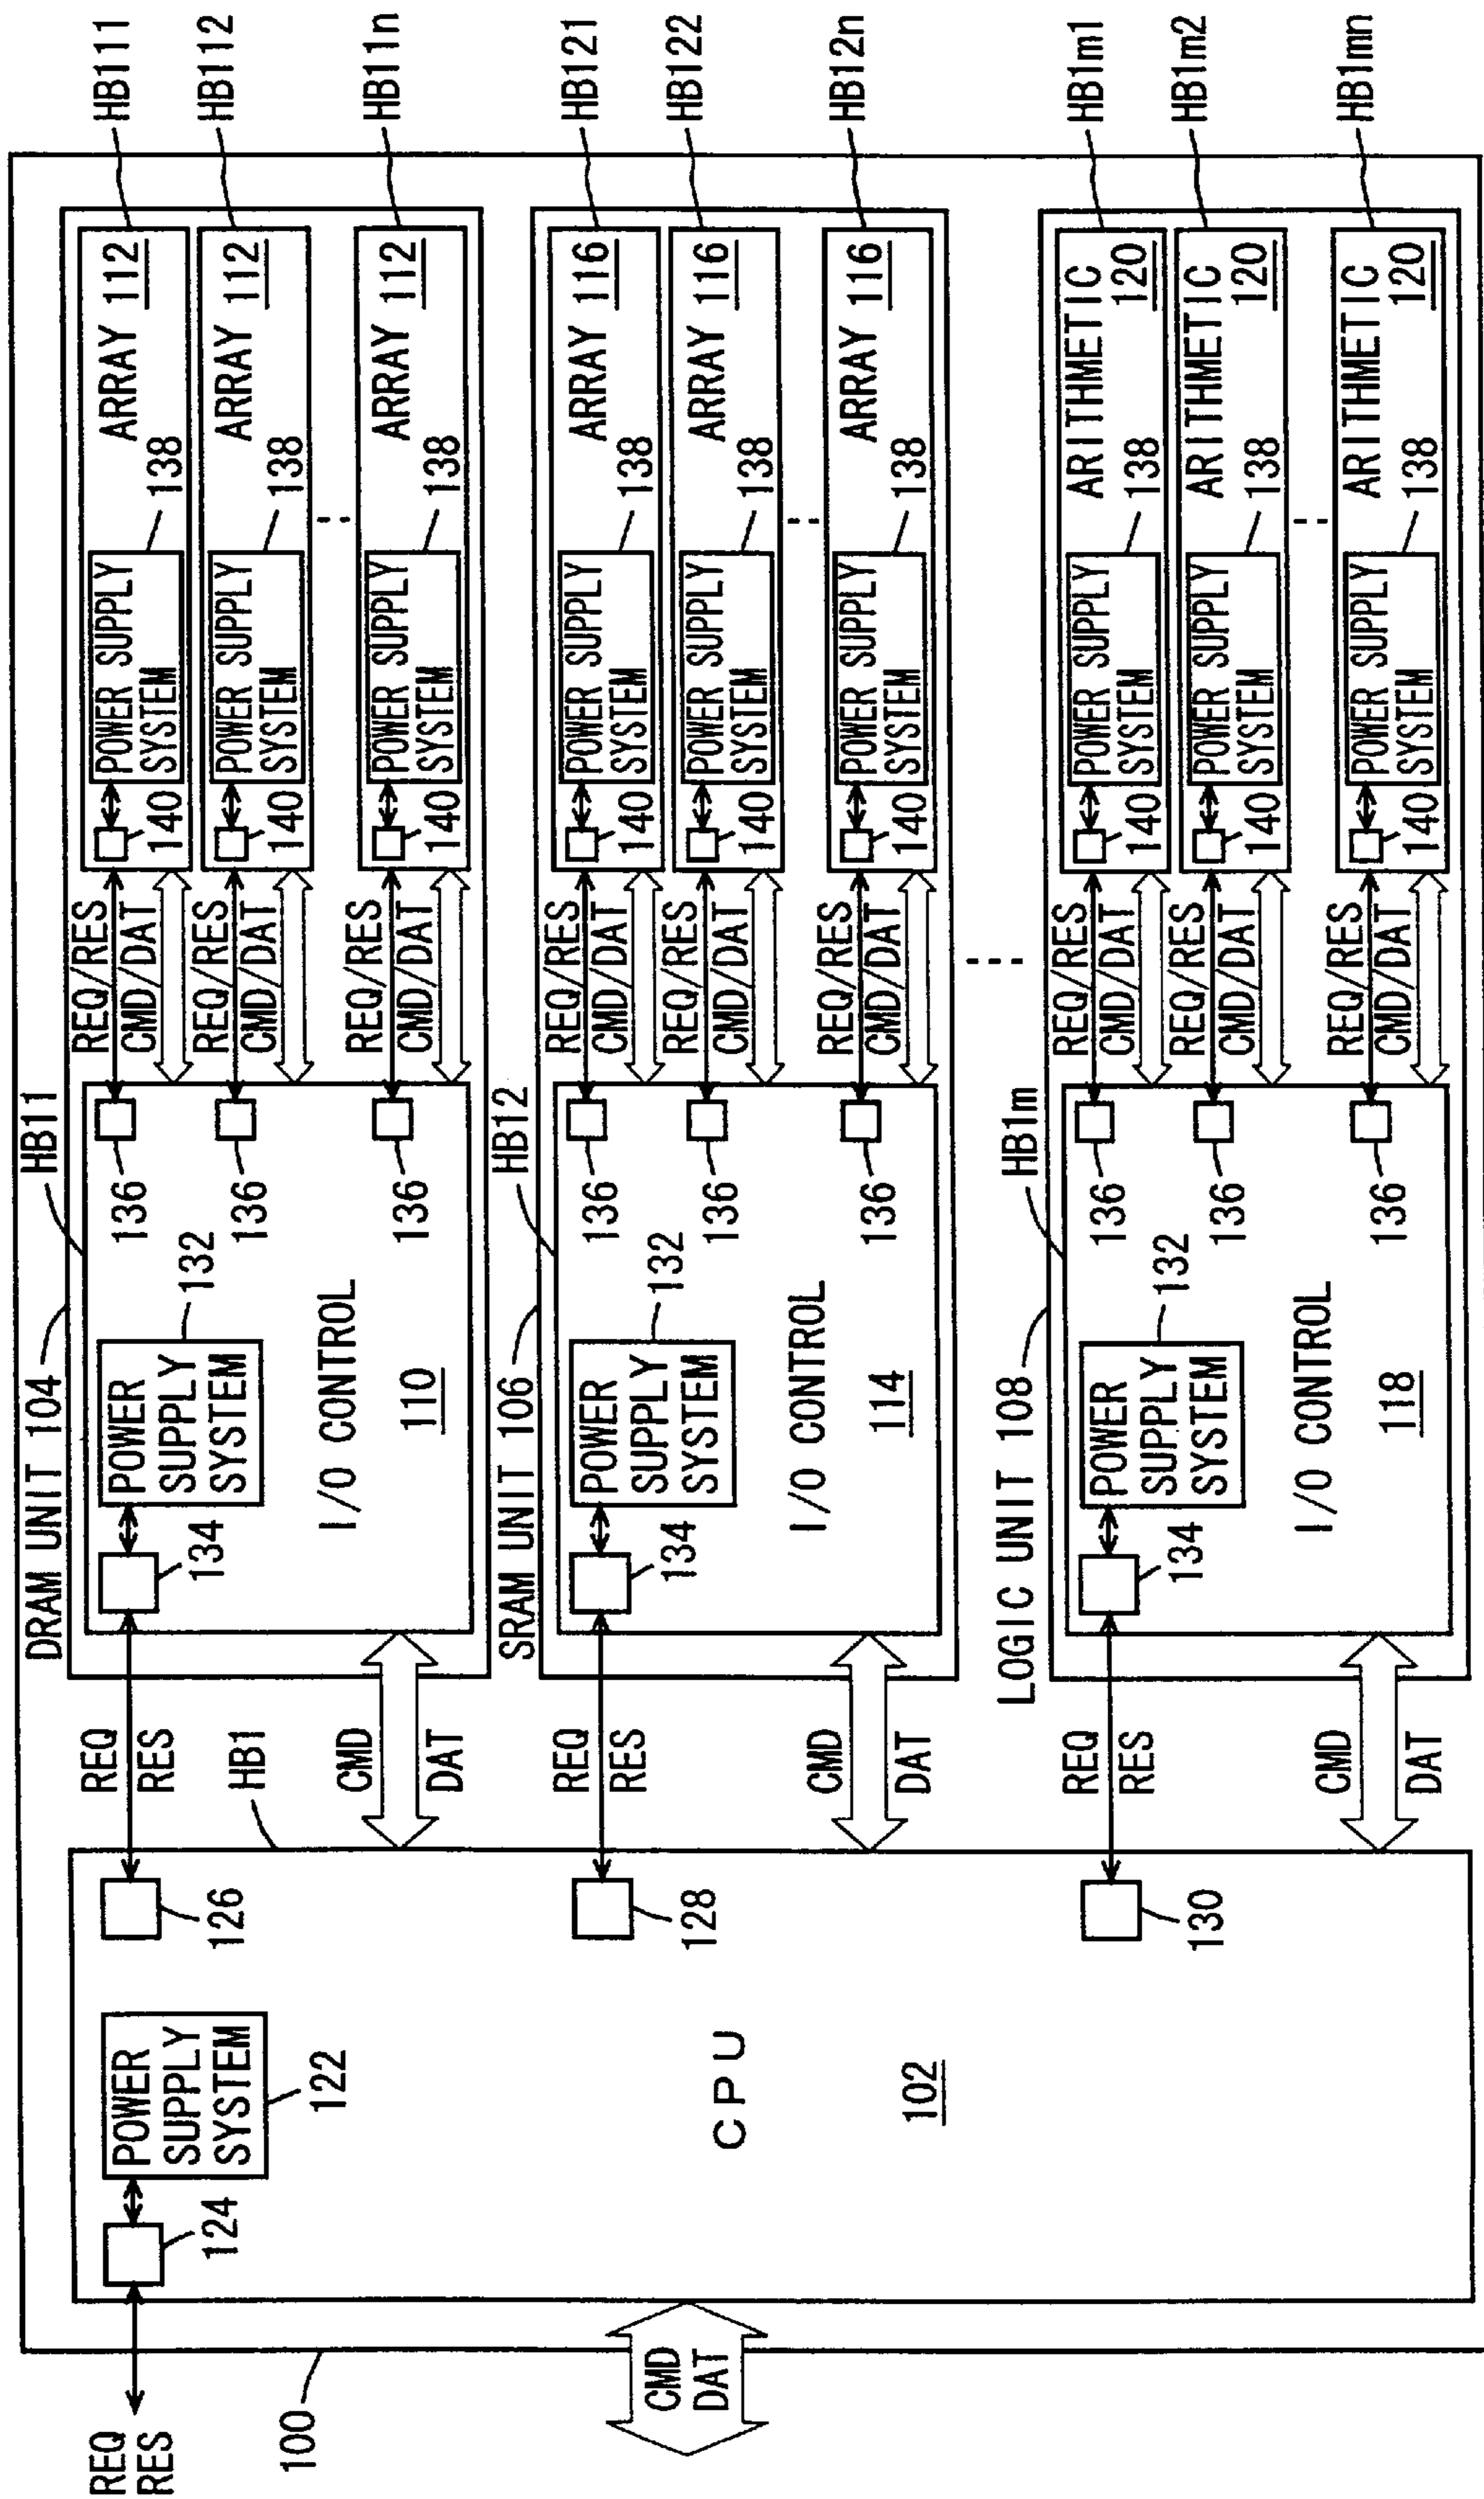 REQ
RES
100
CMD
DAT
124
POWER
SUPPLY
SYSTEM
122
CPU
102
126
128
130
HB1
REQ
RES
CMD
DAT
REQ
RES
CMD
DAT
REQ
RES
CMD
DAT
DRAM UNIT 104
HB11
134
POWER
SUPPLY
SYSTEM
132
I/O CONTROL
110
136
136
136
REQ/RES
CMD/DAT
REQ/RES
CMD/DAT
REQ/RES
CMD/DAT
140
POWER SUPPLY
SYSTEM
138
ARRAY
112
HB111
140
POWER SUPPLY
SYSTEM
138
ARRAY
112
HB112
140
POWER SUPPLY
SYSTEM
138
ARRAY
112
HB11n
SRAM UNIT 106
HB12
134
POWER
SUPPLY
SYSTEM
132
I/O CONTROL
114
136
136
136
REQ/RES
CMD/DAT
REQ/RES
CMD/DAT
REQ/RES
CMD/DAT
140
POWER SUPPLY
SYSTEM
138
ARRAY
116
HB121
140
POWER SUPPLY
SYSTEM
138
ARRAY
116
HB122
140
POWER SUPPLY
SYSTEM
138
ARRAY
116
HB12n
LOGIC UNIT 108
HB1m
134
POWER
SUPPLY
SYSTEM
132
I/O CONTROL
118
136
136
136
REQ/RES
CMD/DAT
REQ/RES
CMD/DAT
REQ/RES
CMD/DAT
140
POWER SUPPLY
SYSTEM
138
ARITHMETIC
120
HB1m1
140
POWER SUPPLY
SYSTEM
138
ARITHMETIC
120
HB1m2
140
POWER SUPPLY
SYSTEM
138
ARITHMETIC
120
HB1mn